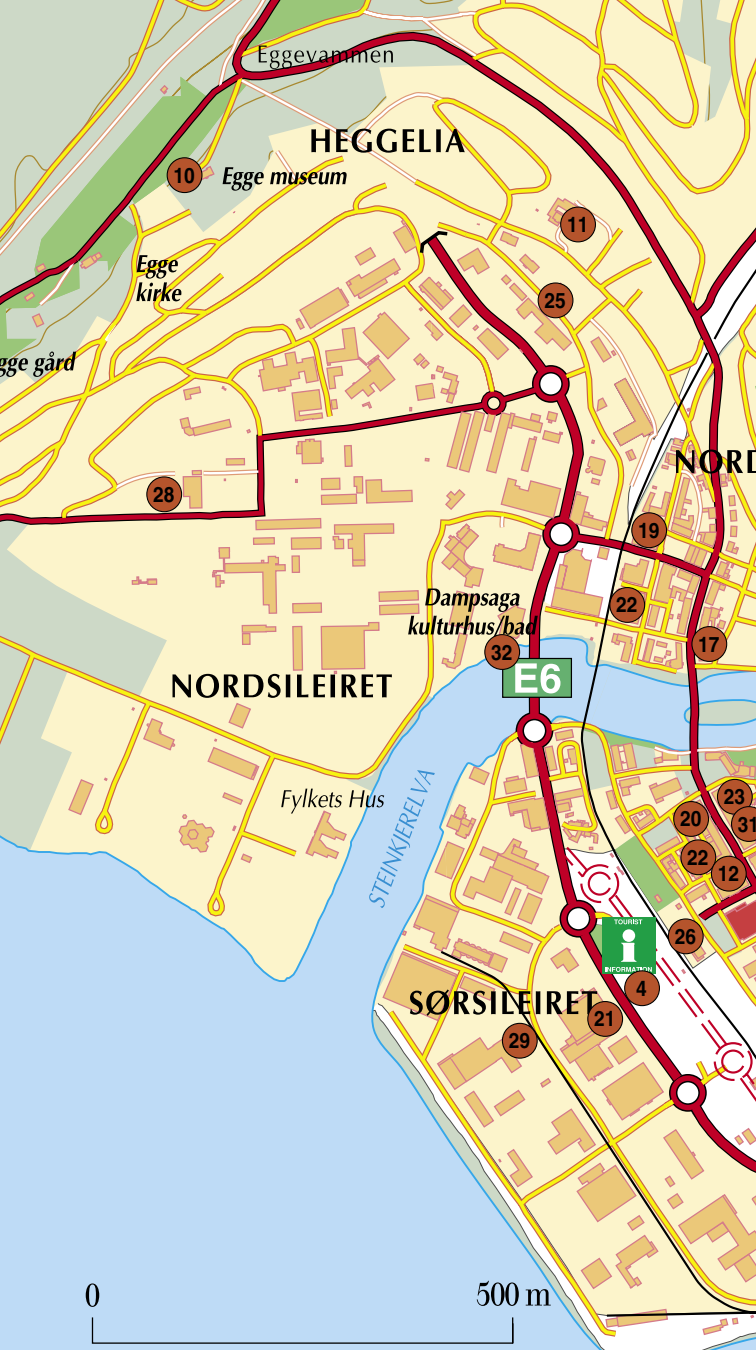 Eggevammen
HEGGELIA
10
Egge museum
11
Egge
kirke
25
gge gård
NORD
28
19
Dampsaga
kulturhus/bad
22
17
32
E6
NORDSILEIRET
Fylkets Hus
STEINKJERELVA
23
20
31
22
12
TOURIST
i
INFORMATION
26
4
SØRSILEIRET
21
29
0
500 m